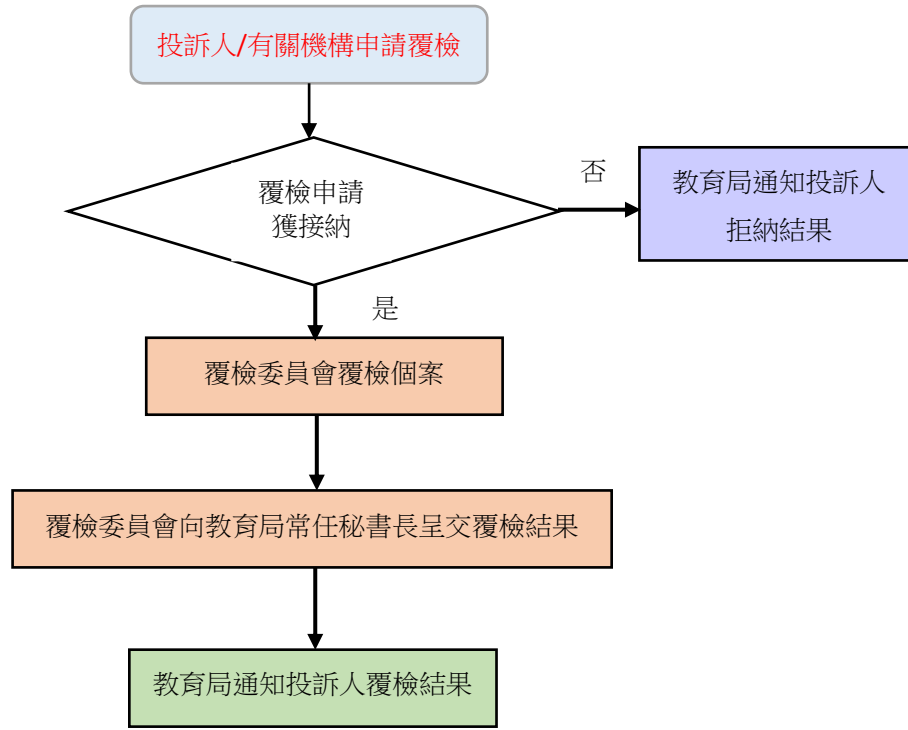 投訴人/有關機構申請覆檢
覆檢申請
獲接納
否
教育局通知投訴人
拒納結果
是
覆檢委員會覆檢個案
覆檢委員會向教育局常任秘書長呈交覆檢結果
教育局通知投訴人覆檢結果